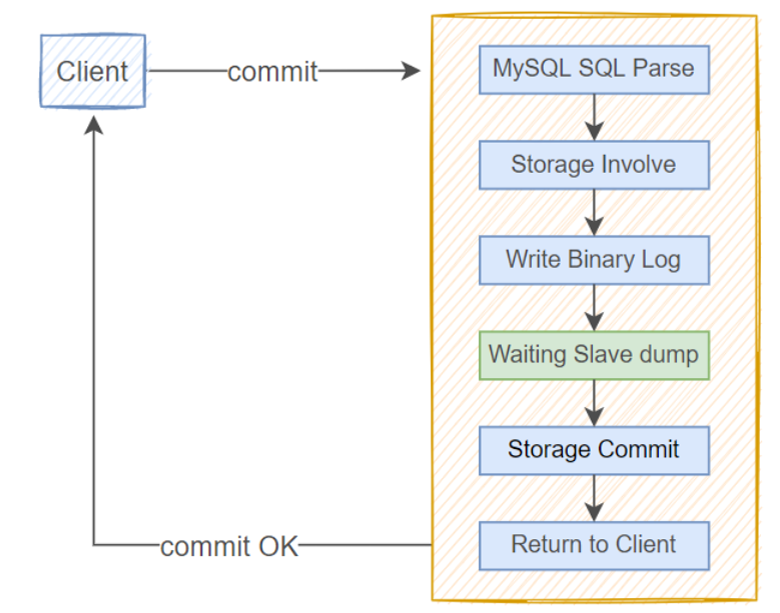 Client
commit
MySQL SQL Parse
Storage Involve
Write Binary Log
Waiting Slave dump
Storage Commit
Return to Client
commit OK